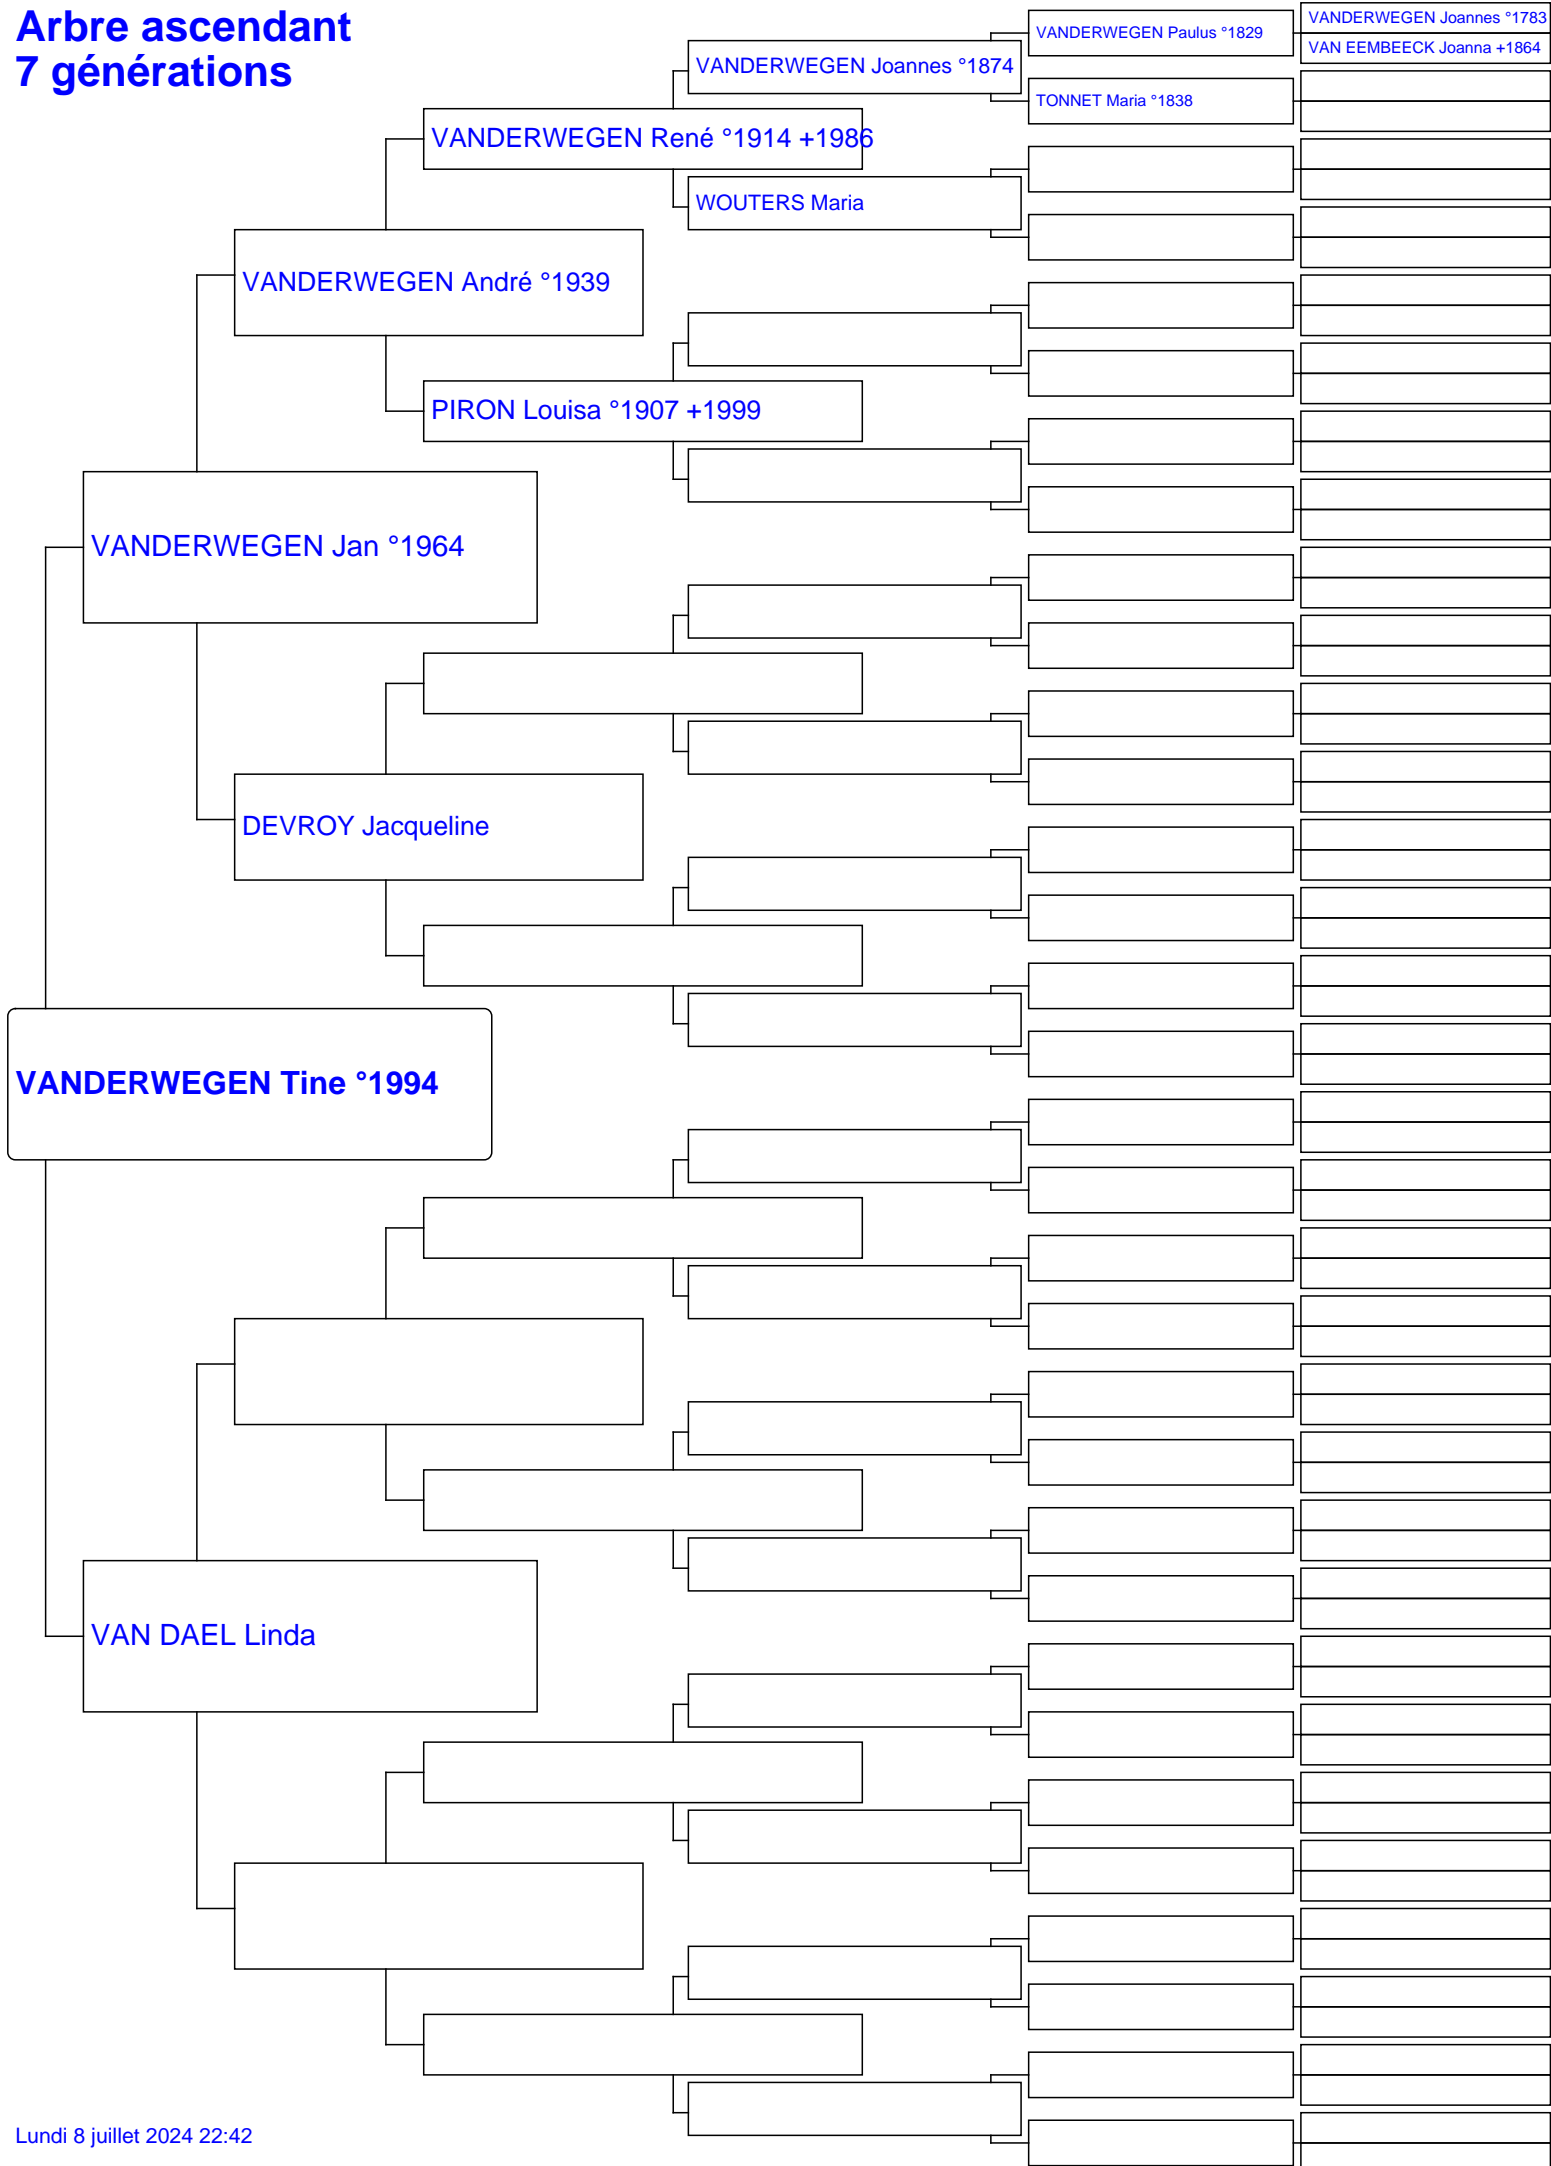 Arbre ascendant
7 générations
VANDERWEGEN Joannes °1783
VANDERWEGEN Paulus °1829
VAN EEMBEECK Joanna +1864
VANDERWEGEN Joannes °1874
TONNET Maria °1838
VANDERWEGEN René °1914 +1986
WOUTERS Maria
VANDERWEGEN André °1939
PIRON Louisa °1907 +1999
VANDERWEGEN Jan °1964
DEVROY Jacqueline
VANDERWEGEN Tine °1994
VAN DAEL Linda
Lundi 8 juillet 2024 22:42